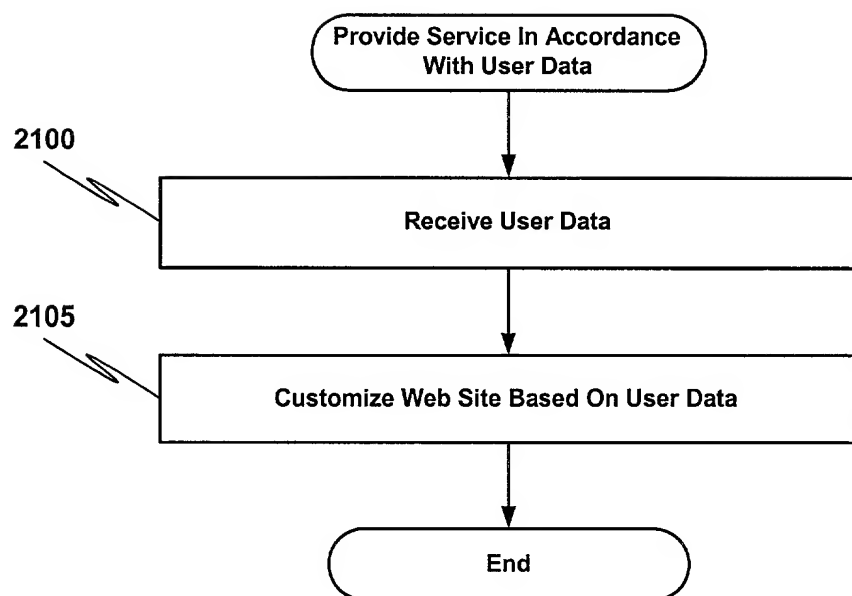 Provide Service In Accordance
With User Data
2100
Receive User Data
2105
Customize Web Site Based On User Data
End